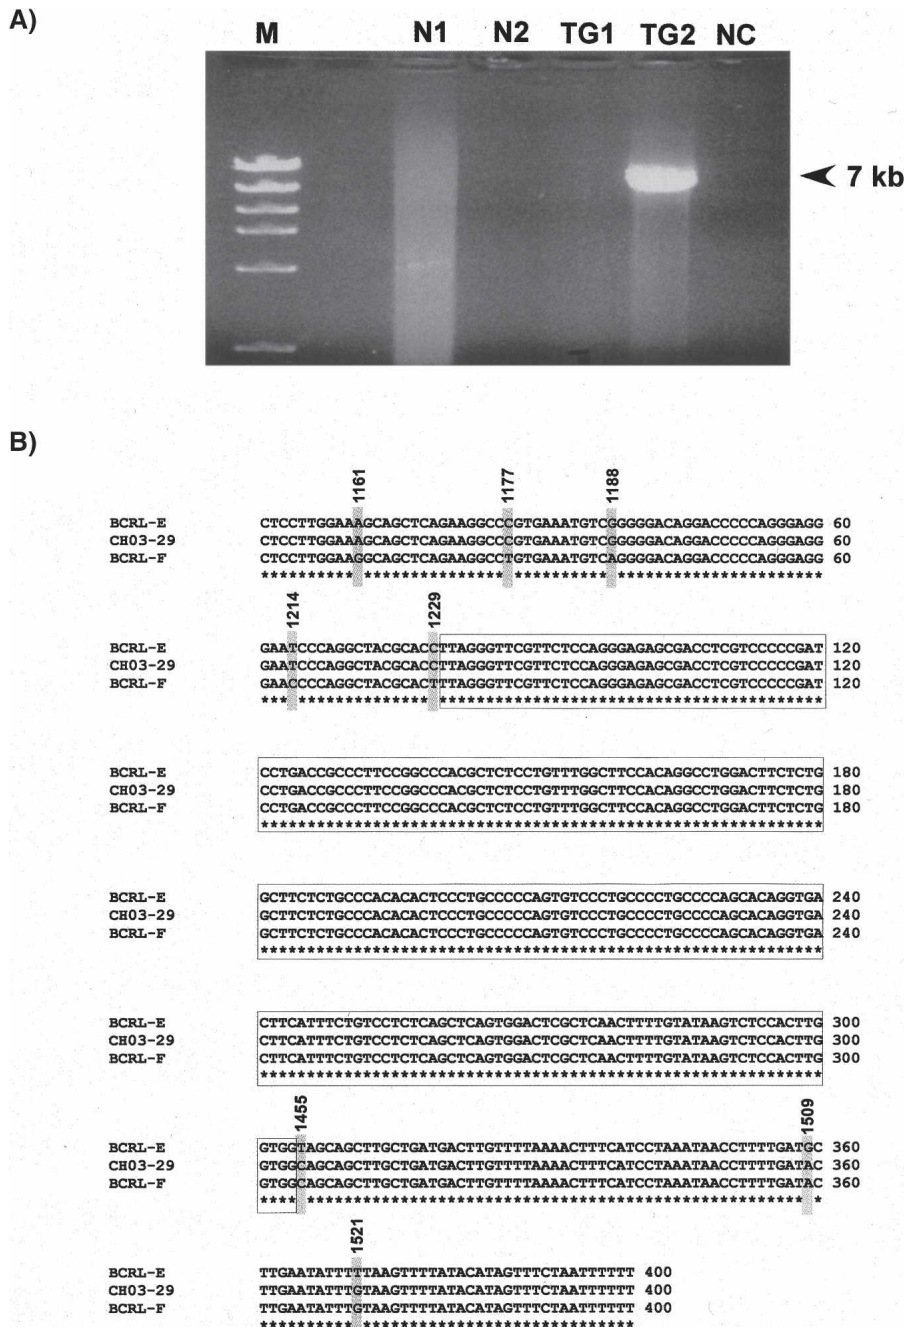 A)
M N1 N2 TG1 TG2 NC
7 kb
B)
1161 1177 1188
BCRL-E CTCCTTGGAAAGCAGCTCAGAAGGCCCGTGAAATGTCGGGGGACAGGACCCCCAGGGAGG 60
CH03-29 CTCCTTGGAAAGCAGCTCAGAAGGCCCGTGAAATGTCGGGGGACAGGACCCCCAGGGAGG 60
BCRL-F CTCCTTGGAAGGCAGCTCAGAAGGCCTGTGAAATGTCAGGGGACAGGACCCCCAGGGAGG 60
********** *************** ********** **********************
1214 1229
BCRL-E GAATCCCAGGCTACGCACCTTAGGGTTCGTTCTCCAGGGAGAGCGACCTCGTCCCCCGAT 120
CH03-29 GAATCCCAGGCTACGCACCTTAGGGTTCGTTCTCCAGGGAGAGCGACCTCGTCCCCCGAT 120
BCRL-F GAACCCCAGGCTACGCACTTTAGGGTTCGTTCTCCAGGGAGAGCGACCTCGTCCCCCGAT 120
*** ************** *****************************************
BCRL-E CCTGACCGCCCTTCCGGCCCACGCTCTCCTGTTTGGCTTCCACAGGCCTGGACTTCTCTG 180
CH03-29 CCTGACCGCCCTTCCGGCCCACGCTCTCCTGTTTGGCTTCCACAGGCCTGGACTTCTCTG 180
BCRL-F CCTGACCGCCCTTCCGGCCCACGCTCTCCTGTTTGGCTTCCACAGGCCTGGACTTCTCTG 180
************************************************************
BCRL-E GCTTCTCTGCCCACACACTCCCTGCCCCCAGTGTCCCTGCCCCTGCCCCAGCACAGGTGA 240
CH03-29 GCTTCTCTGCCCACACACTCCCTGCCCCCAGTGTCCCTGCCCCTGCCCCAGCACAGGTGA 240
BCRL-F GCTTCTCTGCCCACACACTCCCTGCCCCCAGTGTCCCTGCCCCTGCCCCAGCACAGGTGA 240
************************************************************
BCRL-E CTTCATTTCTGTCCTCTCAGCTCAGTGGACTCGCTCAACTTTTGTATAAGTCTCCACTTG 300
CH03-29 CTTCATTTCTGTCCTCTCAGCTCAGTGGACTCGCTCAACTTTTGTATAAGTCTCCACTTG 300
BCRL-F CTTCATTTCTGTCCTCTCAGCTCAGTGGACTCGCTCAACTTTTGTATAAGTCTCCACTTG 300
************************************************************
1455 1509
BCRL-E GTGGTAGCAGCTTGCTGATGACTTGTTTTAAAACTTTCATCCTAAATAACCTTTTGATGC 360
CH03-29 GTGGCAGCAGCTTGCTGATGACTTGTTTTAAAACTTTCATCCTAAATAACCTTTTGATAC 360
BCRL-F GTGGCAGCAGCTTGCTGATGACTTGTTTTAAAACTTTCATCCTAAATAACCTTTTGATAC 360
**** ***************************************************** *
1521
BCRL-E TTGAATATTTTTAAGTTTTATACATAGTTTCTAATTTTTT 400
CH03-29 TTGAATATTTGTAAGTTTTATACATAGTTTCTAATTTTTT 400
BCRL-F TTGAATATTTGTAAGTTTTATACATAGTTTCTAATTTTTT 400
********** *****************************